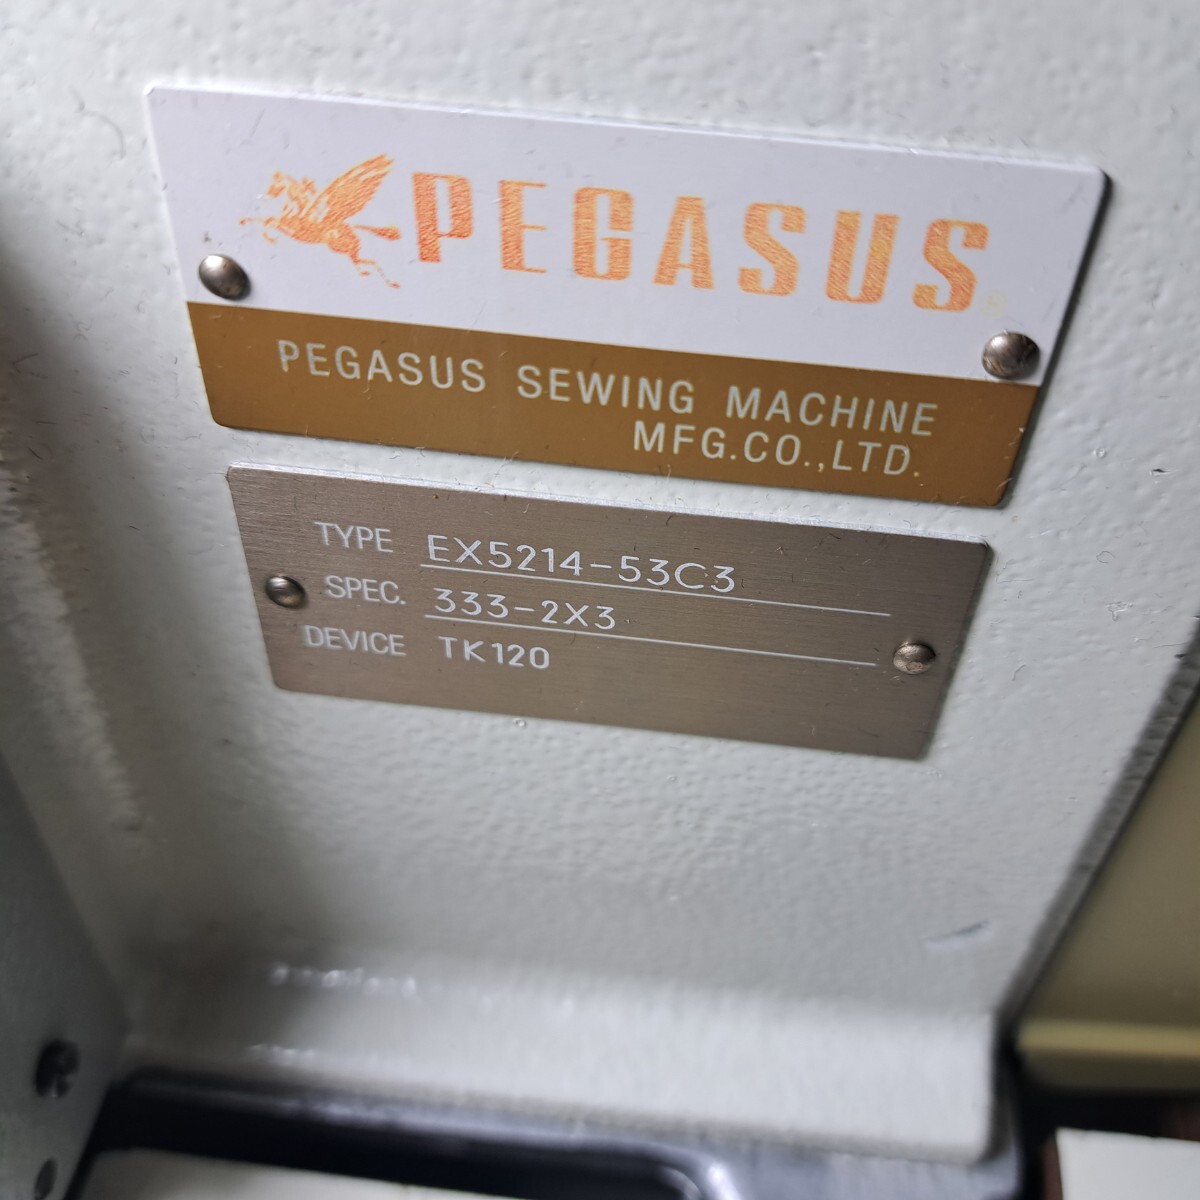 PEGASUS
PEGASUS SEWING MACHINE
MFG.CO.,LTD.
TYPE EX5214-53C3
SPEC. 333-2X3
DEVICE TK120